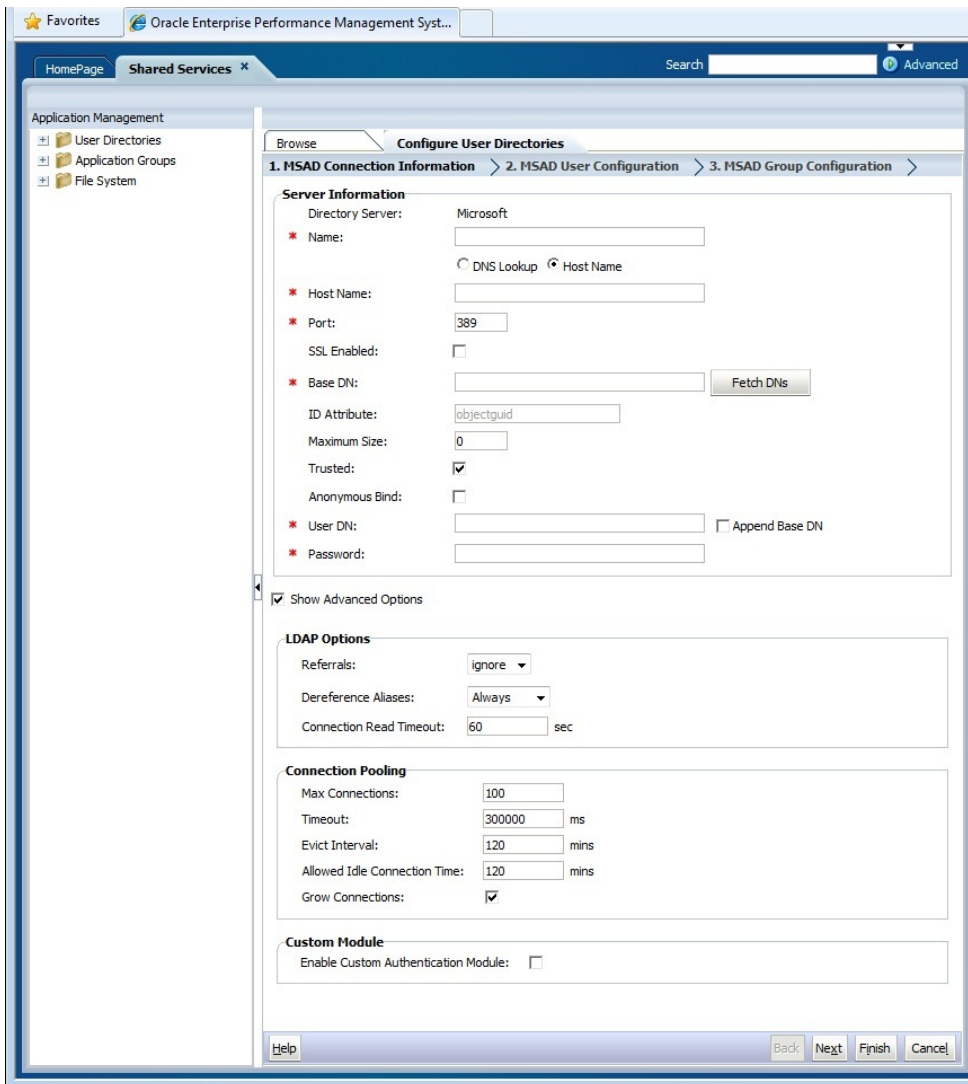 Favorites
Oracle Enterprise Performance Management Syst...
HomePage
Shared Services ×
Search
Advanced
Application Management
User Directories
Application Groups
File System
Browse
Configure User Directories
1. MSAD Connection Information
2. MSAD User Configuration
3. MSAD Group Configuration
Server Information
Directory Server: Microsoft
* Name:
DNS Lookup Host Name
* Host Name:
* Port: 389
SSL Enabled:
* Base DN: Fetch DNs
ID Attribute: objectguid
Maximum Size: 0
Trusted:
Anonymous Bind:
* User DN: Append Base DN
* Password:
Show Advanced Options
LDAP Options
Referrals: ignore
Dereference Aliases: Always
Connection Read Timeout: 60 sec
Connection Pooling
Max Connections: 100
Timeout: 300000 ms
Evict Interval: 120 mins
Allowed Idle Connection Time: 120 mins
Grow Connections:
Custom Module
Enable Custom Authentication Module:
Help
Back
Next
Finish
Cancel